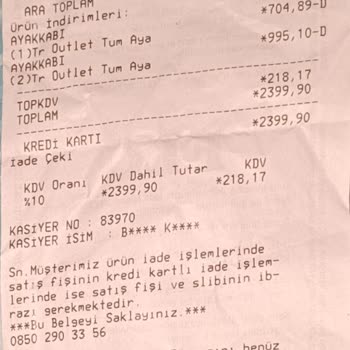 ARA TOPLAM
Ürün İndirimleri:
AYAKKABI *704,89-D
(1)Tr Outlet Tum Aya
AYAKKABI *995,10-D
(2)Tr Outlet Tum Aya
TOPKDV *218,17
TOPLAM *2399,90
KREDİ KARTI *2399,90
İade Çeki
KDV Oranı KDV Dahil Tutar KDV
%10 *2399,90 *218,17
KASİYER NO : 83970
KASİYER İSİM : B**** K****
Sn.Müşterimiz ürün iade işlemlerinde
satış fişinin kredi kartlı iade işlem-
lerinde ise satış fişi ve slibinin ib-
razı gerekmektedir.
***Bu Belgeyi Saklayınız.***
0850 290 33 56
henüz